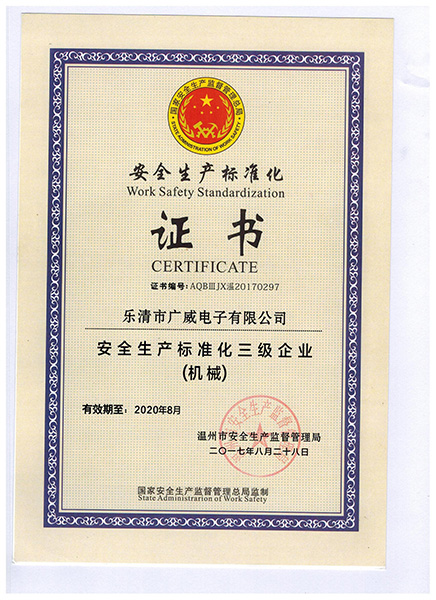 国家安全生产监督管理总局
STATE ADMINISTRATION OF WORK SAFETY
安全生产标准化
Work Safety Standardization
证书
CERTIFICATE
证书编号:AQBⅢJX温20170297
乐清市广威电子有限公司
安全生产标准化三级企业
(机械)
有效期至: 2020年8月
温州市安全生产监督管理局
二〇一七年八月二十八日
国家安全生产监督管理总局监制
State Administrarion of Work Safety